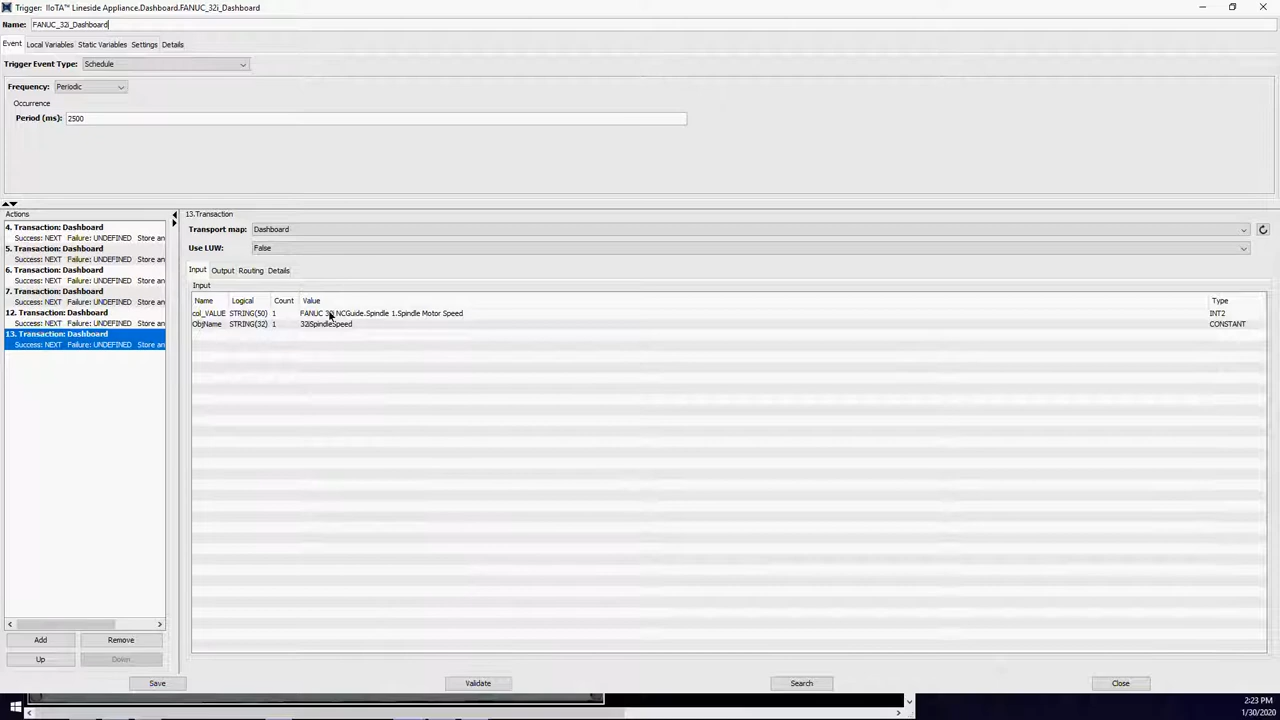 Trigger: IIoTA™ Lineside Appliance.Dashboard.FANUC_32i_Dashboard
Name: FANUC_32i_Dashboard
Event Local Variables Static Variables Settings Details
Trigger Event Type: Schedule
Frequency: Periodic
Occurrence
Period (ms): 2500
Actions
4. Transaction: Dashboard
Success: NEXT Failure: UNDEFINED Store an
5. Transaction: Dashboard
Success: NEXT Failure: UNDEFINED Store an
6. Transaction: Dashboard
Success: NEXT Failure: UNDEFINED Store an
7. Transaction: Dashboard
Success: NEXT Failure: UNDEFINED Store an
12. Transaction: Dashboard
Success: NEXT Failure: UNDEFINED Store an
13. Transaction: Dashboard
Success: NEXT Failure: UNDEFINED Store an
Add Remove
Up Down
13.Transaction
Transport map: Dashboard
Use LUW: False
Input Output Routing Details
Input
Name Logical Count Value Type
col_VALUE STRING(50) 1 FANUC NCGuide.Spindle 1.Spindle Motor Speed INT2
ObjName STRING(32) 1 32iSpindleSpeed CONSTANT
Save Validate Search Close
2:23 PM
1/30/2020